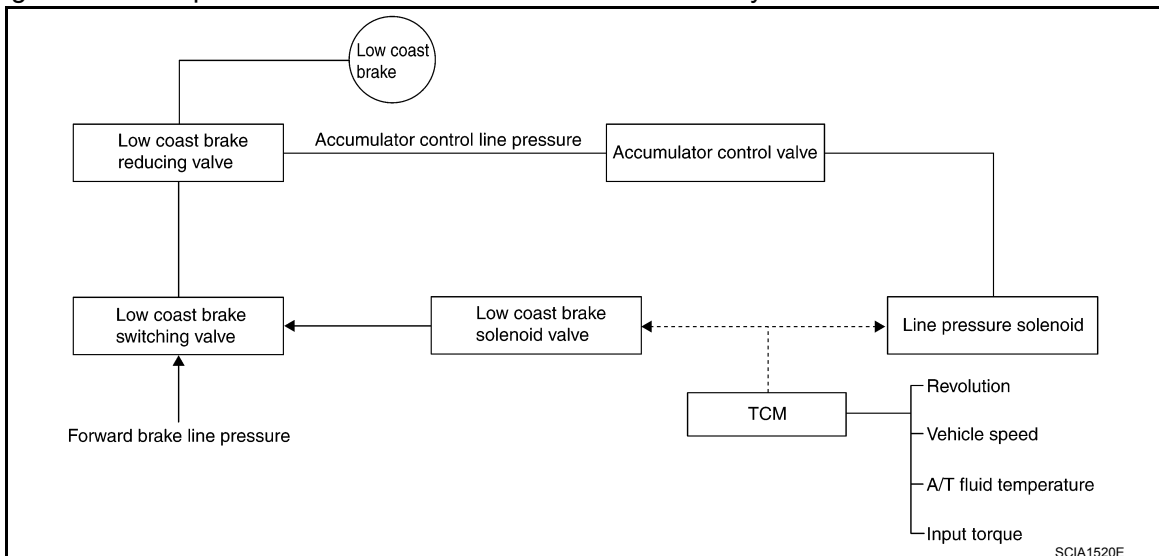 Low coast
brake
Low coast brake
reducing valve
Accumulator control line pressure
Accumulator control valve
Low coast brake
switching valve
Low coast brake
solenoid valve
Line pressure solenoid
TCM
Revolution
Vehicle speed
A/T fluid temperature
Input torque
Forward brake line pressure
SCIA1520E